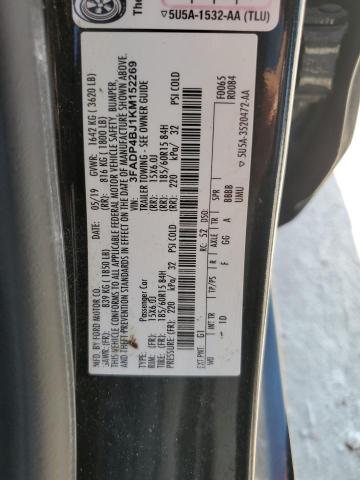 The
▽5U5A-1532-AA (TLU)
MFD. BY FORD MOTOR CO.
05/19 GVWR: 1642 KG ( 3620 LB)
GAWR: (FR): 839 KG ( 1850 LB) (RR): 816 KG ( 1800 LB)
THIS VEHICLE CONFORMS TO ALL APPLICABLE FEDERAL MOTOR VEHICLE SAFETY, BUMPER,
AND THEFT PREVENTION STANDARDS IN EFFECT ON THE DATE OF MANUFACTURE SHOWN ABOVE.
VIN: 3FADP4BJ1KM152269
TYPE: Passenger Car TRAILER TOWING - SEE OWNER GUIDE
RIM: 15X6.0J 15X6.0J
TIRE (FR): 185/60R15 84H (RR): 185/60R15 84H
PRESSURE (FR): 220 kPa/ 32 PSI COLD (RR): 220 kPa/ 32 PSI COLD
EXT PNT: G1 RC: 52 DSO: F0065
R0084
WB INT TR TP/PS R AXLE TR SPR
- 1D F GG A BBBB
UMU
▽5U5A-3520472-AA